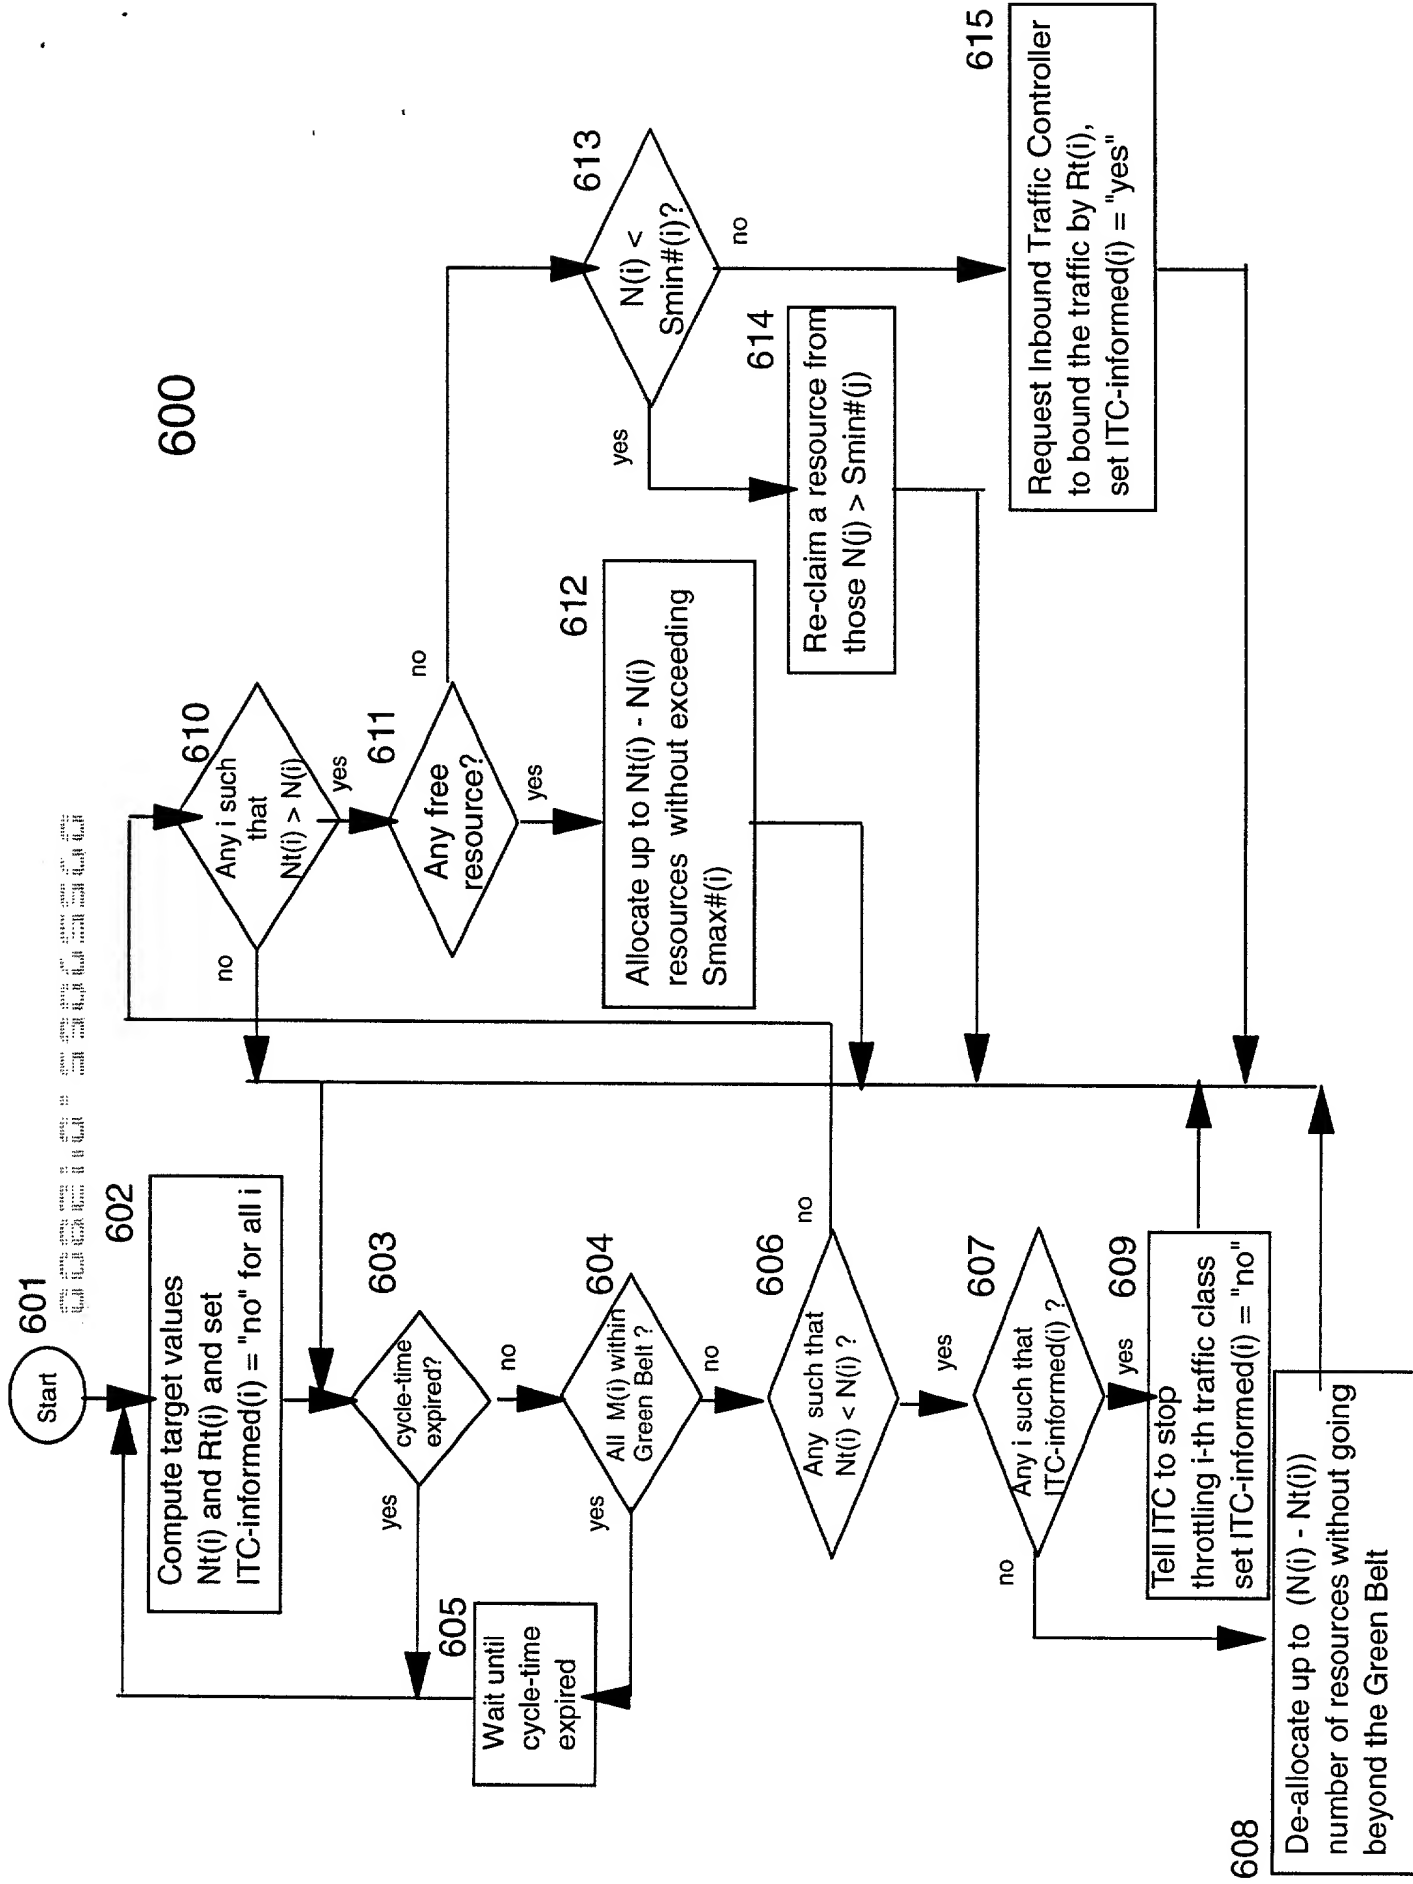 600
601
Start
602
Compute target values
Nt(i) and Rt(i) and set
ITC-informed(i) = "no" for all i
603
cycle-time
expired?
yes
no
604
All M(i) within
Green Belt ?
yes
no
605
Wait until
cycle-time
expired
606
Any such that
Nt(i) < N(i) ?
no
yes
607
Any i such that
ITC-informed(i) ?
no
yes
609
Tell ITC to stop
throttling i-th traffic class
set ITC-informed(i) = "no"
608
De-allocate up to (N(i) - Nt(i))
number of resources without going
beyond the Green Belt
610
Any i such
that
Nt(i) > N(i)
no
yes
611
Any free
resource?
no
yes
612
Allocate up to Nt(i) - N(i)
resources without exceeding
Smax#(i)
613
N(i) <
Smin#(i)?
yes
no
614
Re-claim a resource from
those N(j) > Smin#(j)
615
Request Inbound Traffic Controller
to bound the traffic by Rt(i),
set ITC-informed(i) = "yes"